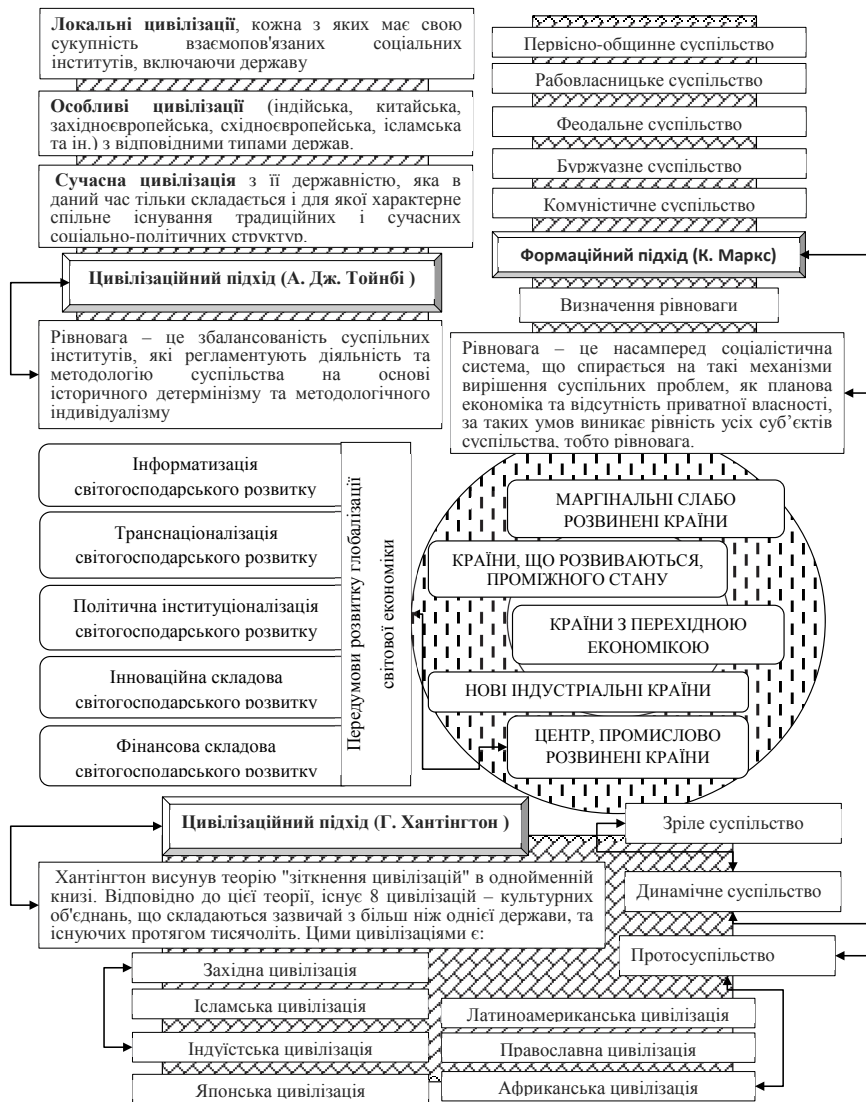 Локальні цивілізації, кожна з яких має свою
сукупність взаємопов'язаних соціальних
інститутів, включаючи державу
Особливі цивілізації (індійська, китайська,
західноєвропейська, східноєвропейська, ісламська
та ін.) з відповідними типами держав.
Сучасна цивілізація з її державністю, яка в
даний час тільки складається і для якої характерне
спільне існування традиційних і сучасних
соціально-політичних структур.
Цивілізаційний підхід (А. Дж. Тойнбі )
Рівновага – це збалансованість суспільних
інститутів, які регламентують діяльність та
методологію суспільства на основі
історичного детермінізму та методологічного
індивідуалізму
Первісно-общинне суспільство
Рабовласницьке суспільство
Феодальне суспільство
Буржуазне суспільство
Комуністичне суспільство
Формаційний підхід (К. Маркс)
Визначення рівноваги
Рівновага – це насамперед соціалістична
система, що спирається на такі механізми
вирішення суспільних проблем, як планова
економіка та відсутність приватної власності,
за таких умов виникає рівність усіх суб’єктів
суспільства, тобто рівновага.
Інформатизація
світогосподарського розвитку
Транснаціоналізація
світогосподарського розвитку
Політична інституціоналізація
світогосподарського розвитку
Інноваційна складова
світогосподарського розвитку
Фінансова складова
світогосподарського розвитку
Передумови розвитку глобалізації
світової економіки
МАРГІНАЛЬНІ СЛАБО
РОЗВИНЕНІ КРАЇНИ
КРАЇНИ, ЩО РОЗВИВАЮТЬСЯ,
ПРОМІЖНОГО СТАНУ
КРАЇНИ З ПЕРЕХІДНОЮ
ЕКОНОМІКОЮ
НОВІ ІНДУСТРІАЛЬНІ КРАЇНИ
ЦЕНТР, ПРОМИСЛОВО
РОЗВИНЕНІ КРАЇНИ
Цивілізаційний підхід (Г. Хантінгтон )
Хантінгтон висунув теорію "зіткнення цивілізацій" в однойменній
книзі. Відповідно до цієї теорії, існує 8 цивілізацій – культурних
об'єднань, що складаються зазвичай з більш ніж однієї держави, та
існуючих протягом тисячоліть. Цими цивілізаціями є:
Зріле суспільство
Динамічне суспільство
Протосуспільство
Західна цивілізація
Ісламська цивілізація
Індуїстська цивілізація
Японська цивілізація
Латиноамериканська цивілізація
Православна цивілізація
Африканська цивілізація